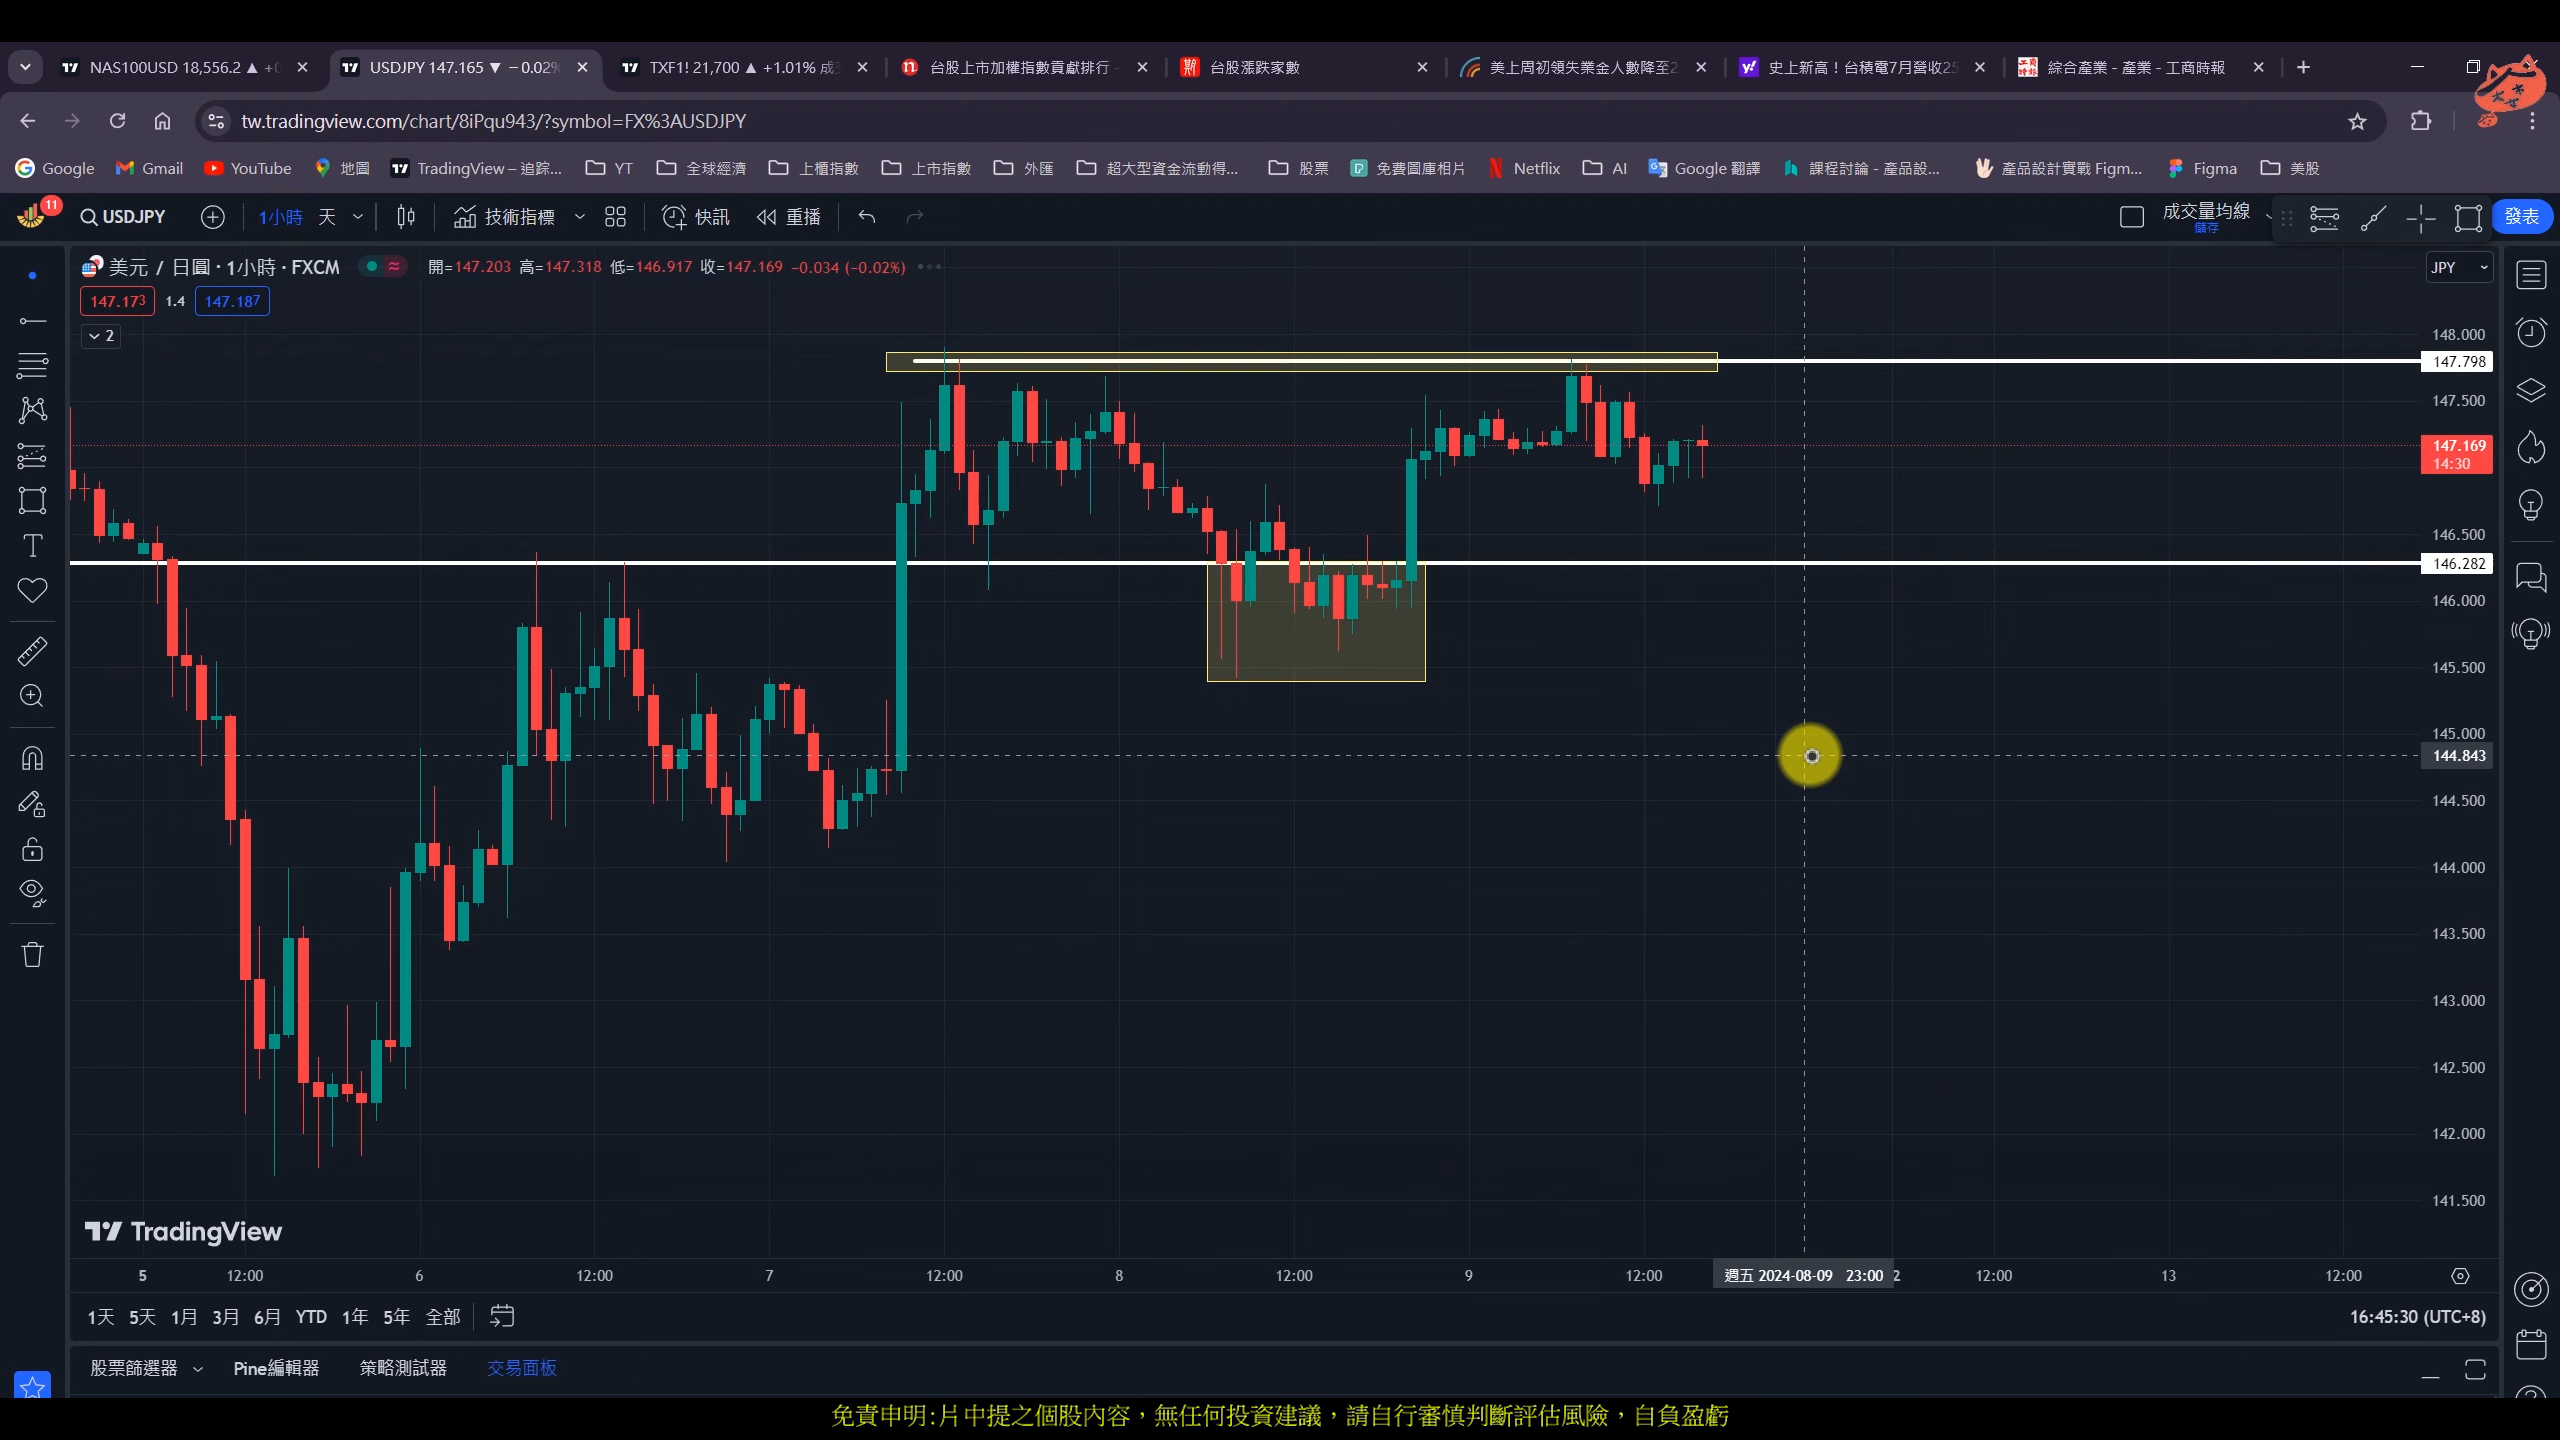 NAS100USD 18,556.2 ▲ +0
USDJPY 147.165 ▼ −0.02%
TXF1! 21,700 ▲ +1.01% 成交
台股上市加權指數貢獻排行 -
台股漲跌家數
美上周初領失業金人數降至2
史上新高！台積電7月營收25
綜合產業 - 產業 - 工商時報
tw.tradingview.com/chart/8iPqu943/?symbol=FX%3AUSDJPY
Google
Gmail
YouTube
地圖
TradingView – 追踪...
YT
全球經濟
上櫃指數
上市指數
外匯
超大型資金流動得...
股票
免費圖庫相片
Netflix
AI
Google 翻譯
課程討論 - 產品設...
產品設計實戰 Figm...
Figma
美股
11
USDJPY
1小時
天
技術指標
快訊
重播
成交量均線
儲存
發表
美元 / 日圓 · 1小時 · FXCM
開=147.203 高=147.318 低=146.917 收=147.169 −0.034 (−0.02%)
JPY
147.173 1.4 147.187
2
148.000
147.798
147.500
147.169
14:30
146.500
146.282
146.000
145.500
145.000
144.843
144.500
144.000
143.500
143.000
142.500
142.000
141.500
TradingView
5 12:00 6 12:00 7 12:00 8 12:00 9 12:00 週五 2024-08-09 23:00 2 12:00 13 12:00
1天 5天 1月 3月 6月 YTD 1年 5年 全部
16:45:30 (UTC+8)
股票篩選器 Pine編輯器 策略測試器 交易面板
免責申明:片中提之個股內容，無任何投資建議，請自行審慎判斷評估風險，自負盈虧